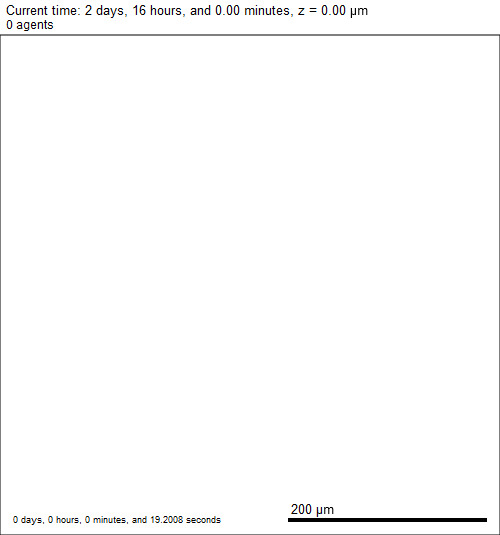 Current time: 2 days, 16 hours, and 0.00 minutes, z = 0.00 μm
0 agents
200 μm
0 days, 0 hours, 0 minutes, and 19.2008 seconds